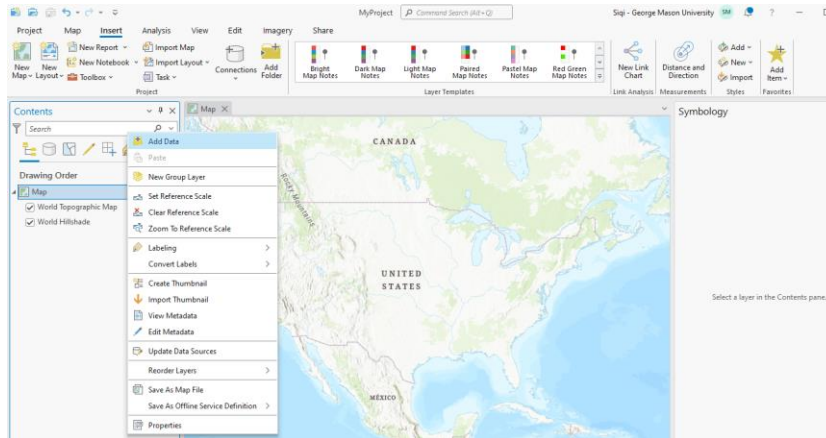 MyProject
Command Search (Alt+Q)
Siqi - George Mason University
SM
?
Project Map Insert Analysis View Edit Imagery Share
New Map
New Layout
New Report
New Notebook
Toolbox
Import Map
Import Layout
Task
Connections
Add Folder
Bright Map Notes
Dark Map Notes
Light Map Notes
Paired Map Notes
Pastel Map Notes
Red Green Map Notes
New Link Chart
Distance and Direction
Add
New
Import
Add Item
Project
Layer Templates
Link Analysis
Measurements
Styles
Favorites
Contents
Search
Drawing Order
Map
World Topographic Map
World Hillshade
Map
Add Data
Paste
New Group Layer
Set Reference Scale
Clear Reference Scale
Zoom To Reference Scale
Labeling
Convert Labels
Create Thumbnail
Import Thumbnail
View Metadata
Edit Metadata
Update Data Sources
Reorder Layers
Save As Map File
Save As Offline Service Definition
Properties
CANADA
Rocky Mountains
UNITED
STATES
MÉXICO
Symbology
Select a layer in the Contents pane.